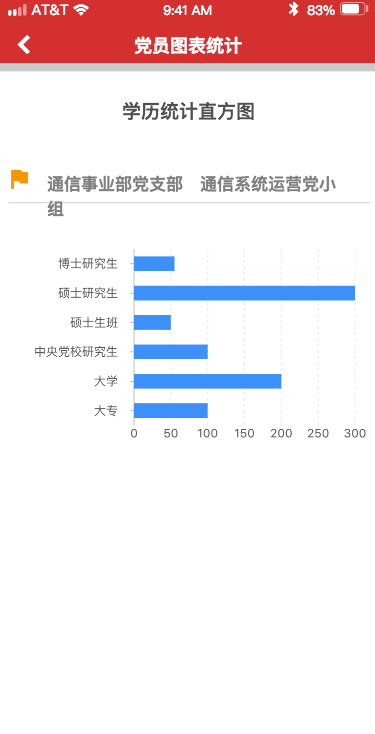 AT&T 9:41 AM 83%
党员图表统计
学历统计直方图
通信事业部党支部 通信系统运营党小
组
博士研究生
硕士研究生
硕士生班
中央党校研究生
大学
大专
0 50 100 150 200 250 300